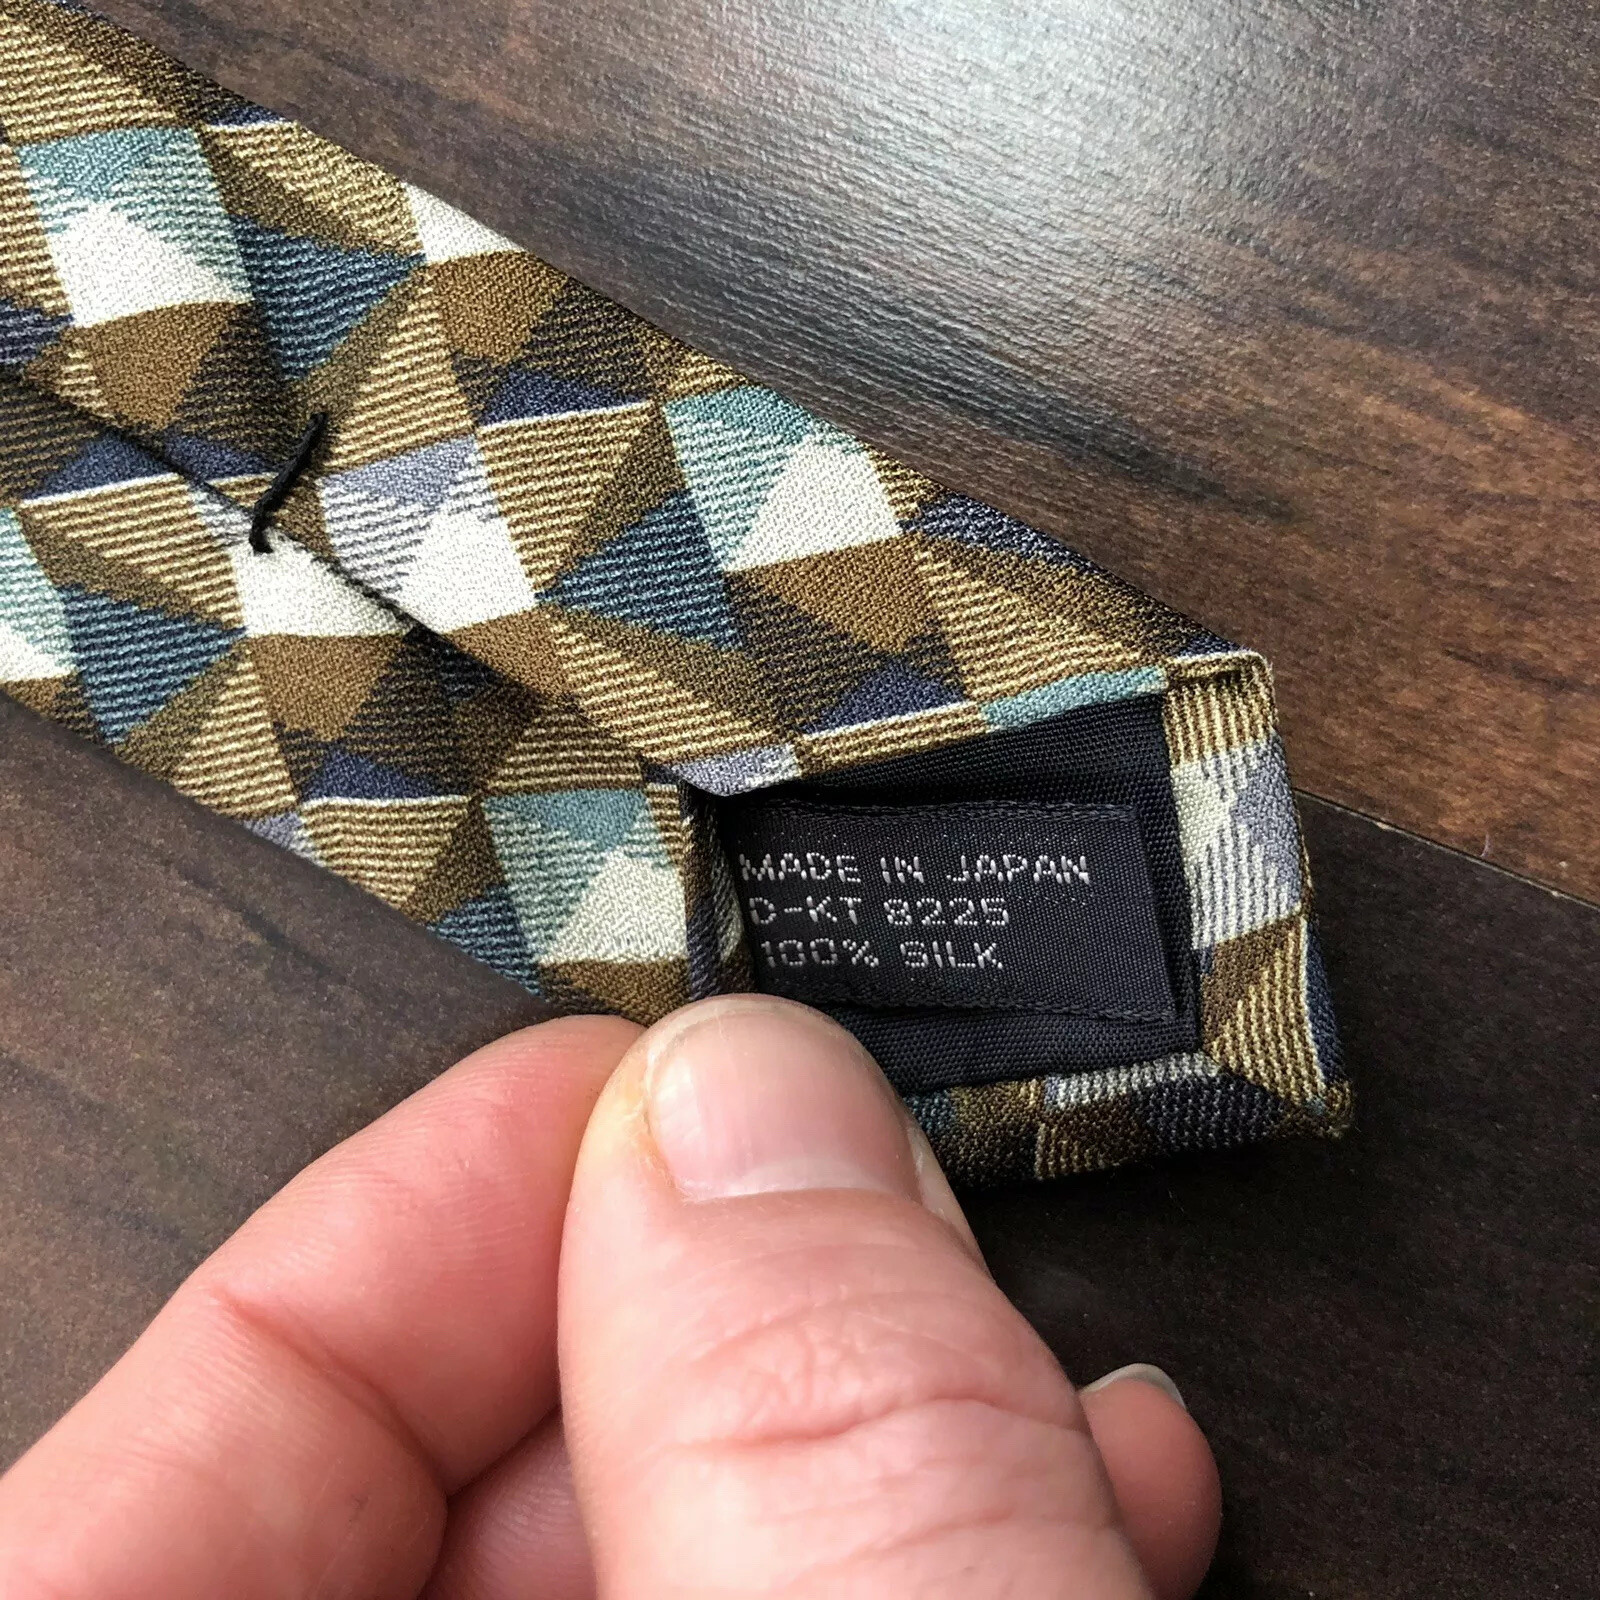 MADE IN JAPAN
D-KT 8225
100% SILK